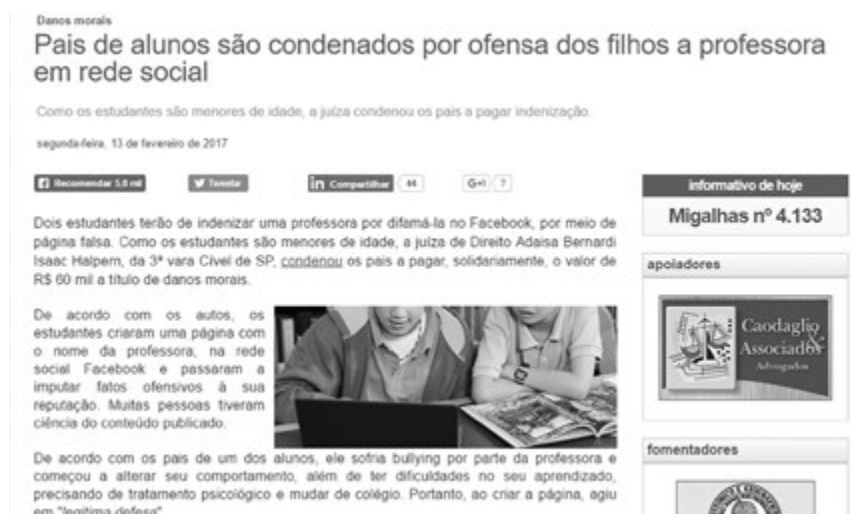 Danos morais
Pais de alunos são condenados por ofensa dos filhos a professora
em rede social
Como os estudantes são menores de idade, a juíza condenou os pais a pagar indenização.
segunda-feira, 13 de fevereiro de 2017
Recomendar 5,8 mil
Tweetar
in Compartilhar 44
G+1 7
Dois estudantes terão de indenizar uma professora por difamá-la no Facebook, por meio de
página falsa. Como os estudantes são menores de idade, a juíza de Direito Adaisa Bernardi
Isaac Halpern, da 3ª vara Cível de SP, condenou os pais a pagar, solidariamente, o valor de
R$ 60 mil a título de danos morais.
De acordo com os autos, os
estudantes criaram uma página com
o nome da professora, na rede
social Facebook e passaram a
imputar fatos ofensivos à sua
reputação. Muitas pessoas tiveram
ciência do conteúdo publicado.
De acordo com os pais de um dos alunos, ele sofria bullying por parte da professora e
começou a alterar seu comportamento, além de ter dificuldades no seu aprendizado,
precisando de tratamento psicológico e mudar de colégio. Portanto, ao criar a página, agiu
em "legítima defesa"
informativo de hoje
Migalhas nº 4.133
apoiadores
Caodaglio
Associados
Advogados
fomentadores